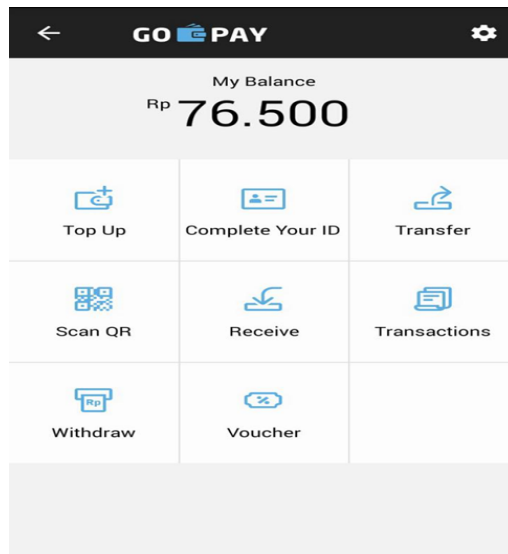 GO PAY
My Balance
Rp 76.500
Top Up
Complete Your ID
Transfer
Scan QR
Receive
Transactions
Rp
Withdraw
Voucher